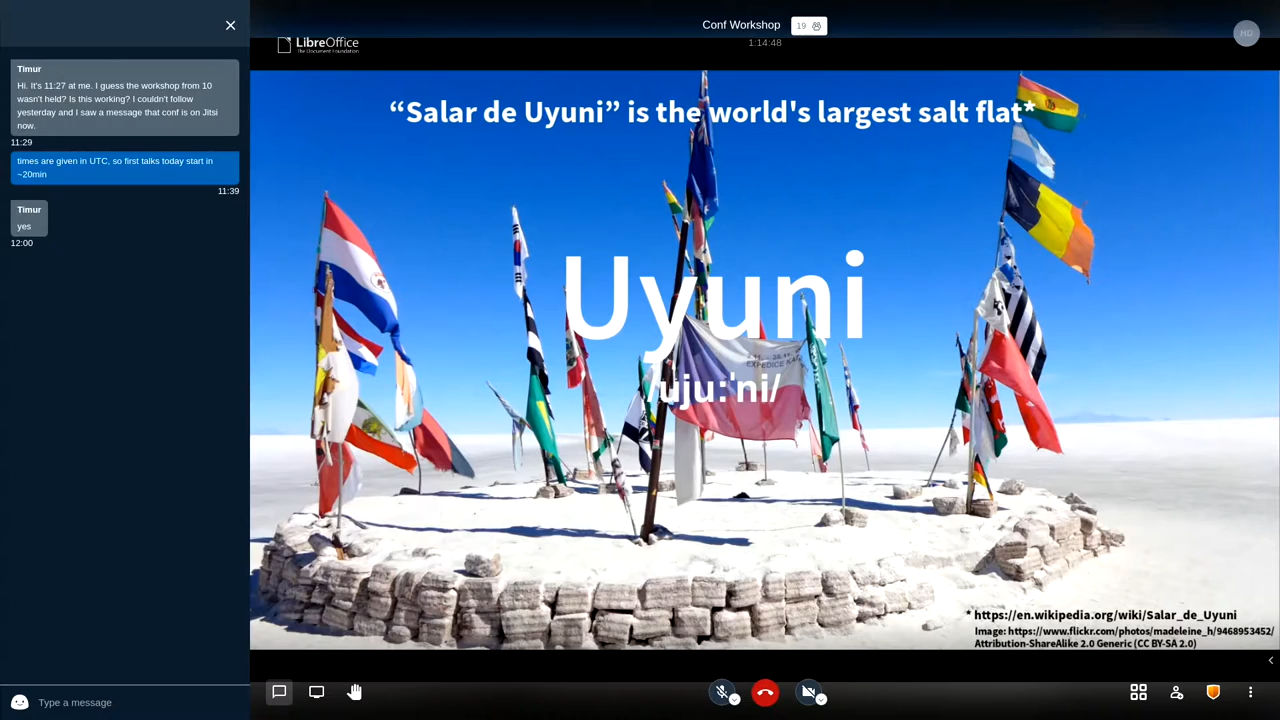 Conf Workshop
19
1:14:48
HD
LibreOffice
The Document Foundation
Timur
Hi. It's 11:27 at me. I guess the workshop from 10
wasn't held? Is this working? I couldn't follow
yesterday and I saw a message that conf is on Jitsi
now.
11:29
times are given in UTC, so first talks today start in
~20min
11:39
Timur
yes
12:00
“Salar de Uyuni” is the world's largest salt flat*
Uyuni
/uju:ˈni/
* https://en.wikipedia.org/wiki/Salar_de_Uyuni
Image: https://www.flickr.com/photos/madeleine_h/9468953452/
Attribution-ShareAlike 2.0 Generic (CC BY-SA 2.0)
Type a message